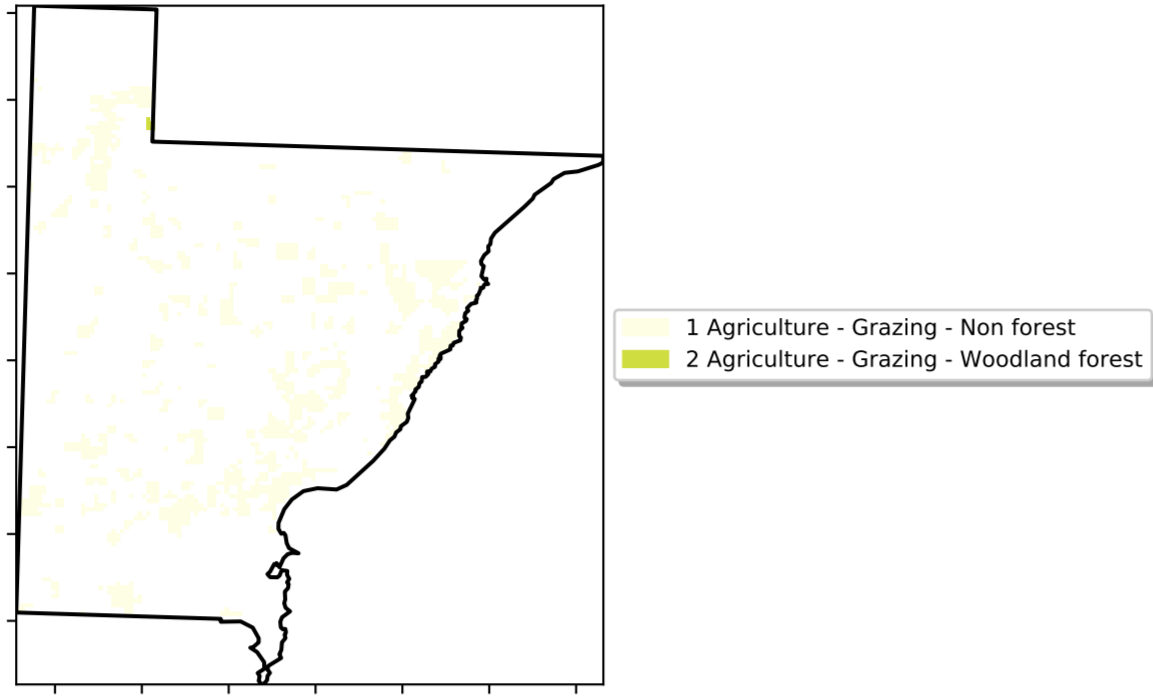 1 Agriculture - Grazing - Non forest
2 Agriculture - Grazing - Woodland forest